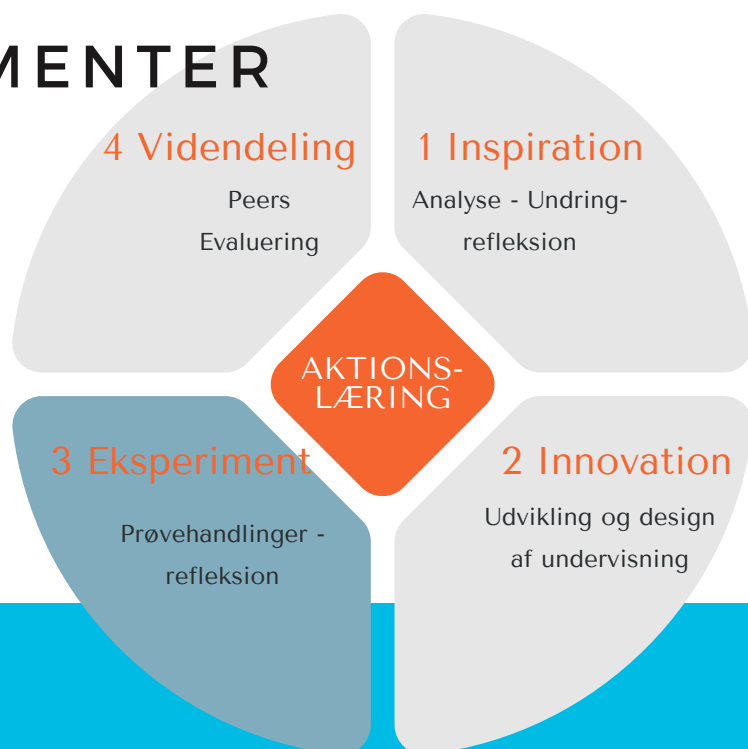 MENTER
4 Videndeling
Peers
Evaluering
1 Inspiration
Analyse - Undring-
refleksion
AKTIONS-
LÆRING
3 Eksperiment
Prøvehandlinger -
refleksion
2 Innovation
Udvikling og design
af undervisning